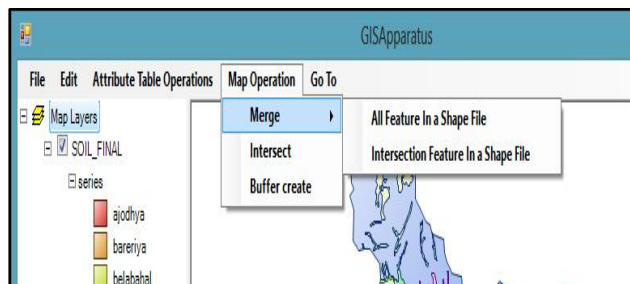 GISApparatus
File Edit Attribute Table Operations Map Operation Go To
Map Layers
SOIL_FINAL
series
ajodhya
bareriya
belabahal
Merge
Intersect
Buffer create
All Feature In a Shape File
Intersection Feature In a Shape File